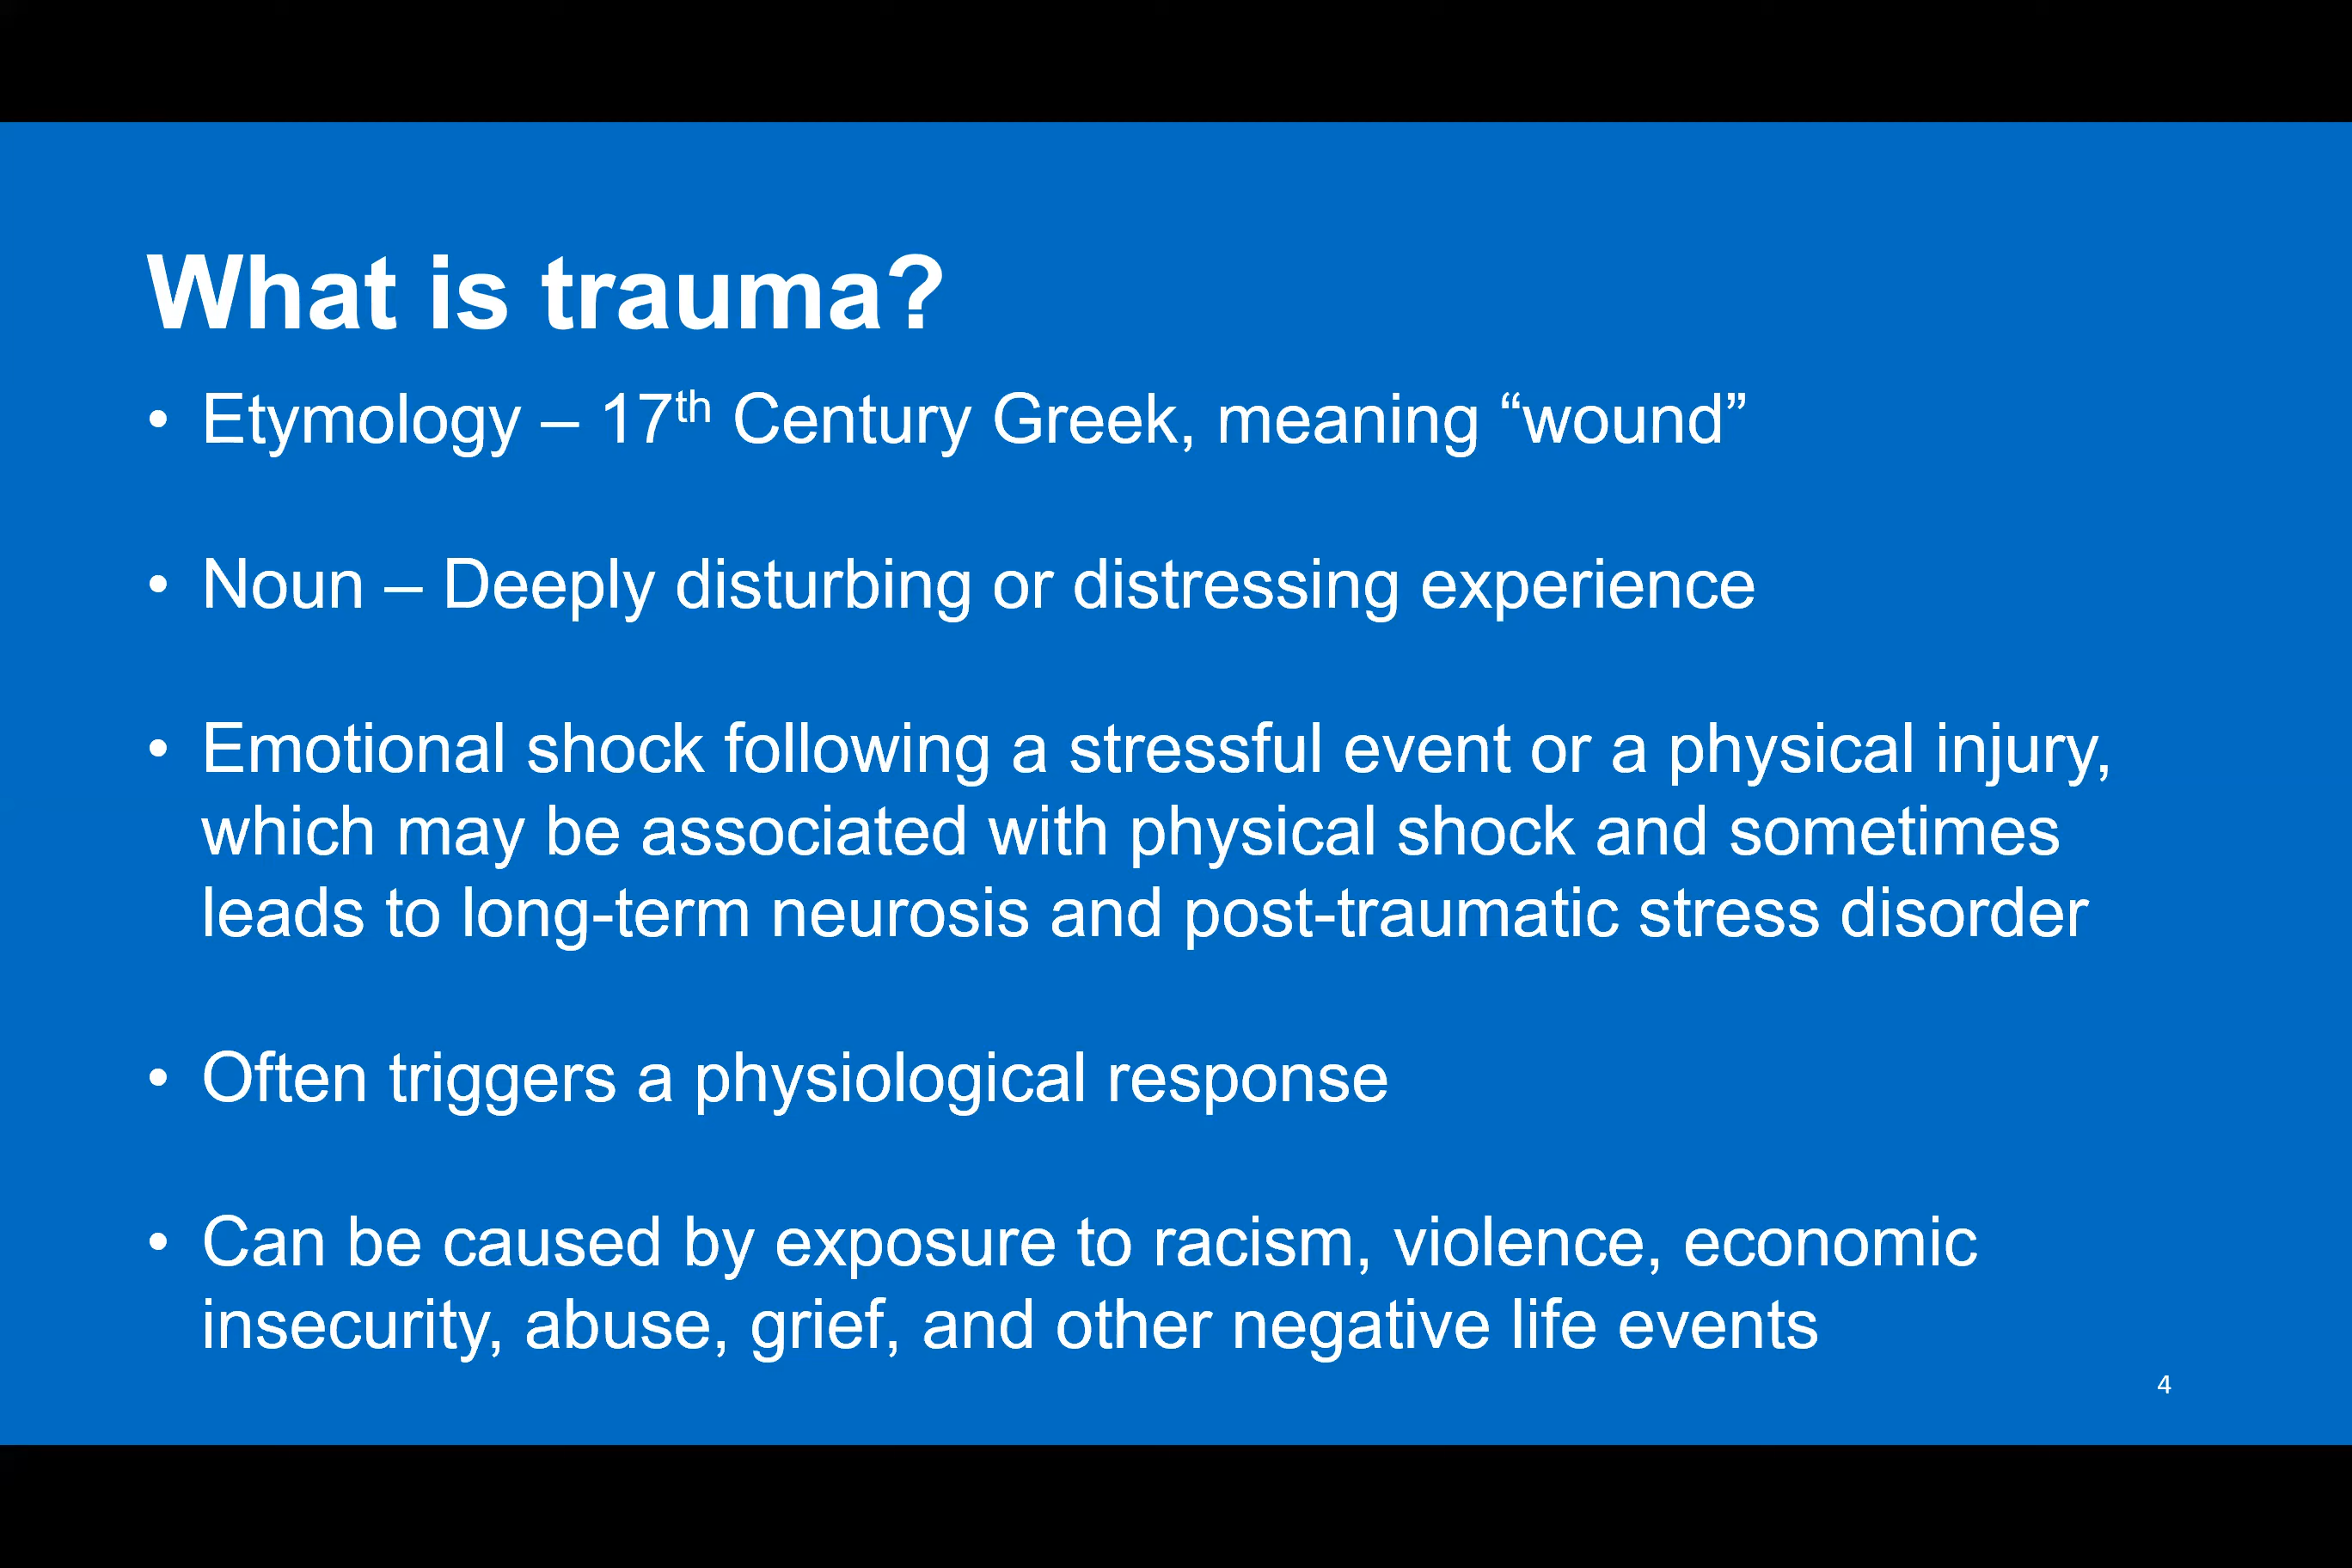 What is trauma?
• Etymology – 17th Century Greek, meaning “wound”
• Noun – Deeply disturbing or distressing experience
• Emotional shock following a stressful event or a physical injury,
which may be associated with physical shock and sometimes
leads to long-term neurosis and post-traumatic stress disorder
• Often triggers a physiological response
• Can be caused by exposure to racism, violence, economic
insecurity, abuse, grief, and other negative life events
4